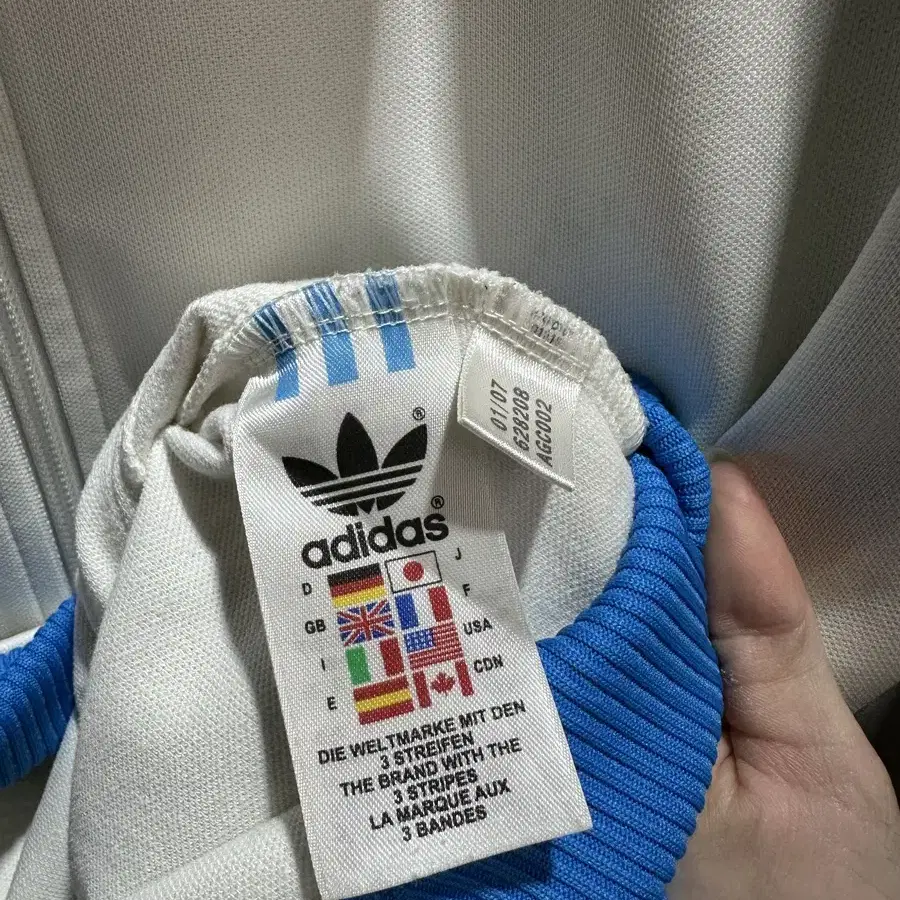 01/07
628208
AGC002
®
adidas®
D J
GB F
I USA
E CDN
DIE WELTMARKE MIT DEN
3 STREIFEN
THE BRAND WITH THE
3 STRIPES
LA MARQUE AUX
3 BANDES